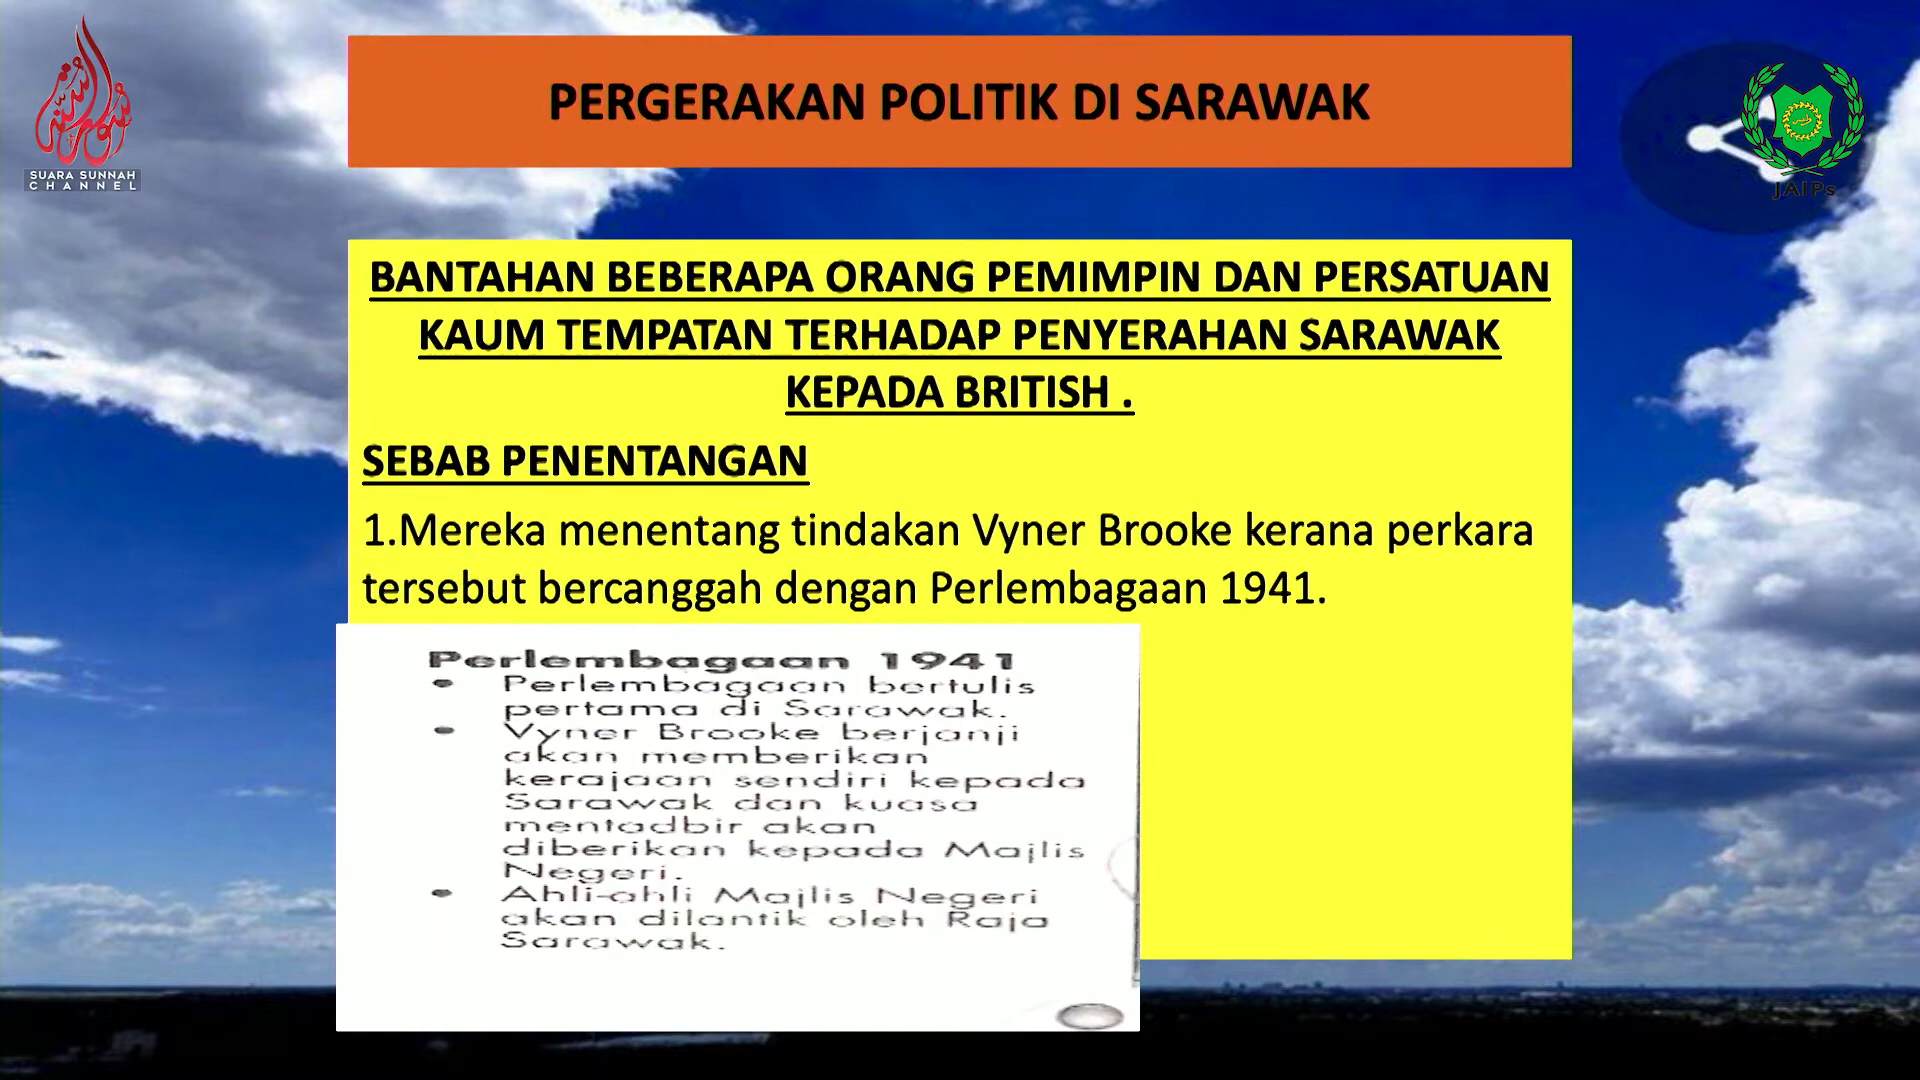 SUARA SUNNAH
CHANNEL
PERGERAKAN POLITIK DI SARAWAK
JAIPs
BANTAHAN BEBERAPA ORANG PEMIMPIN DAN PERSATUAN
KAUM TEMPATAN TERHADAP PENYERAHAN SARAWAK
KEPADA BRITISH .
SEBAB PENENTANGAN
1.Mereka menentang tindakan Vyner Brooke kerana perkara
tersebut bercanggah dengan Perlembagaan 1941.
Perlembagaan 1941
• Perlembagaan bertulis
pertama di Sarawak.
• Vyner Brooke berjanji
akan memberikan
kerajaan sendiri kepada
Sarawak dan kuasa
mentadbir akan
diberikan kepada Majlis
Negeri.
• Ahli-ahli Majlis Negeri
akan dilantik oleh Raja
Sarawak.